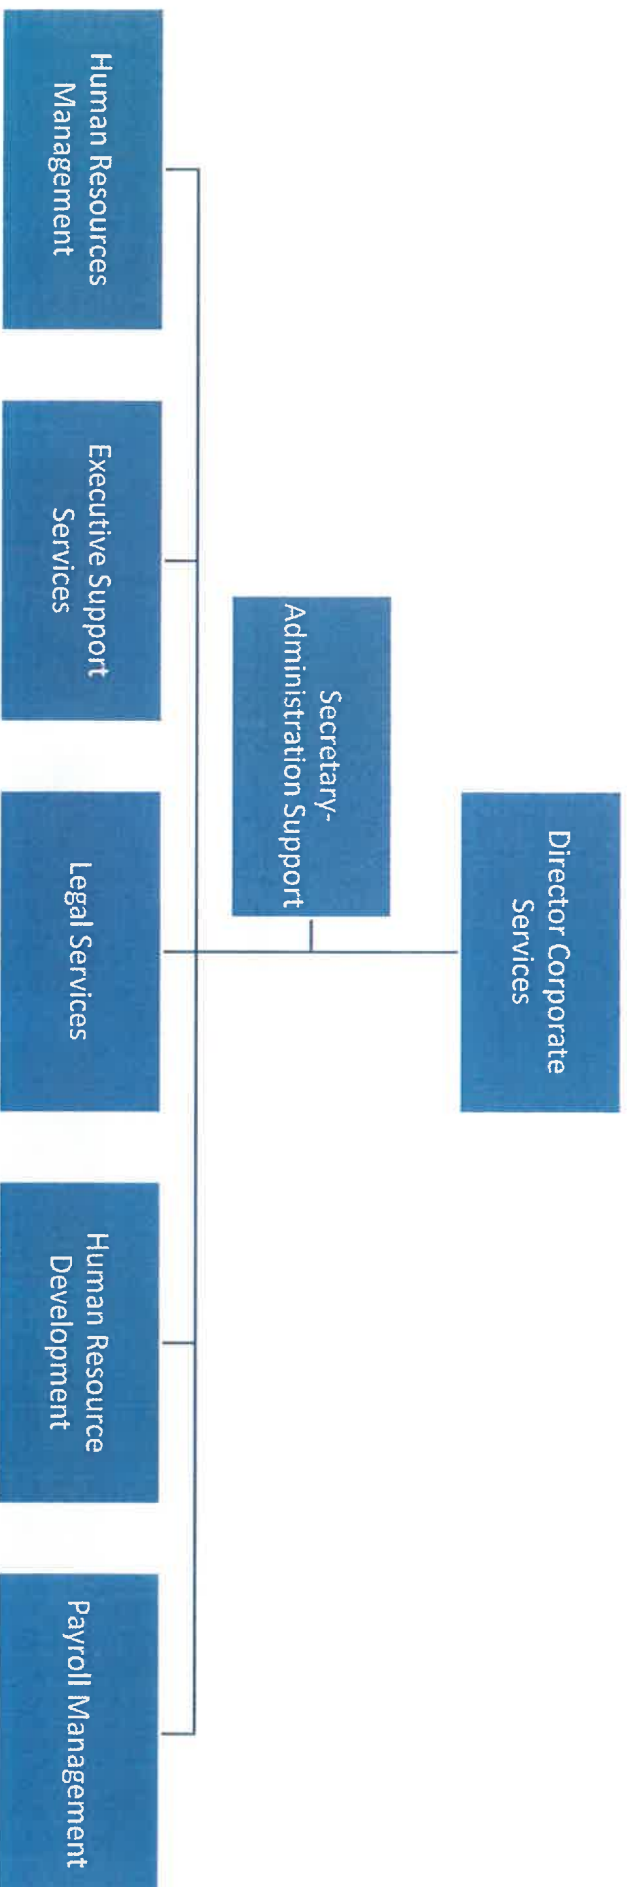 Director Corporate
Services
Secretary-
Administration Support
Human Resources
Management
Executive Support
Services
Legal Services
Human Resource
Development
Payroll Management